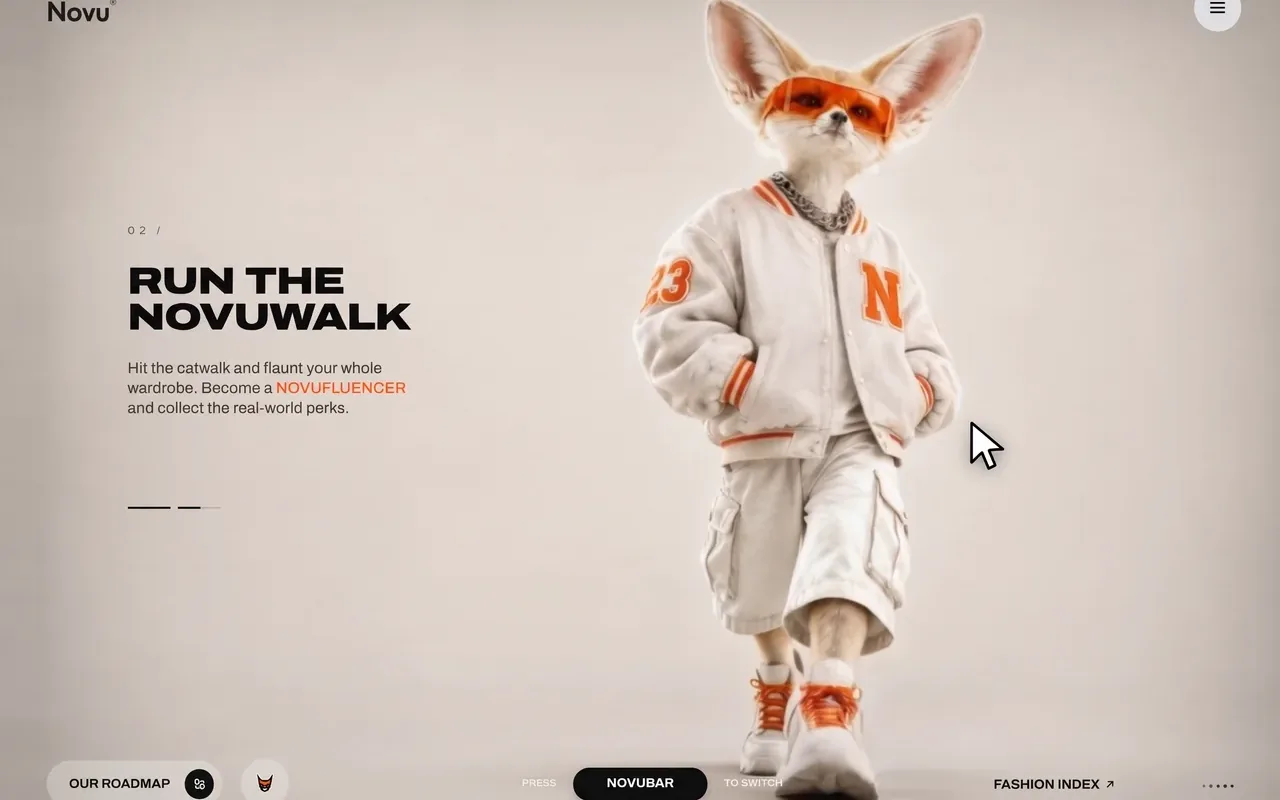 Novu®
02 /
RUN THE
NOVUWALK
Hit the catwalk and flaunt your whole
wardrobe. Become a NOVUFLUENCER
and collect the real-world perks.
23
N
OUR ROADMAP
PRESS NOVUBAR TO SWITCH
FASHION INDEX ↗